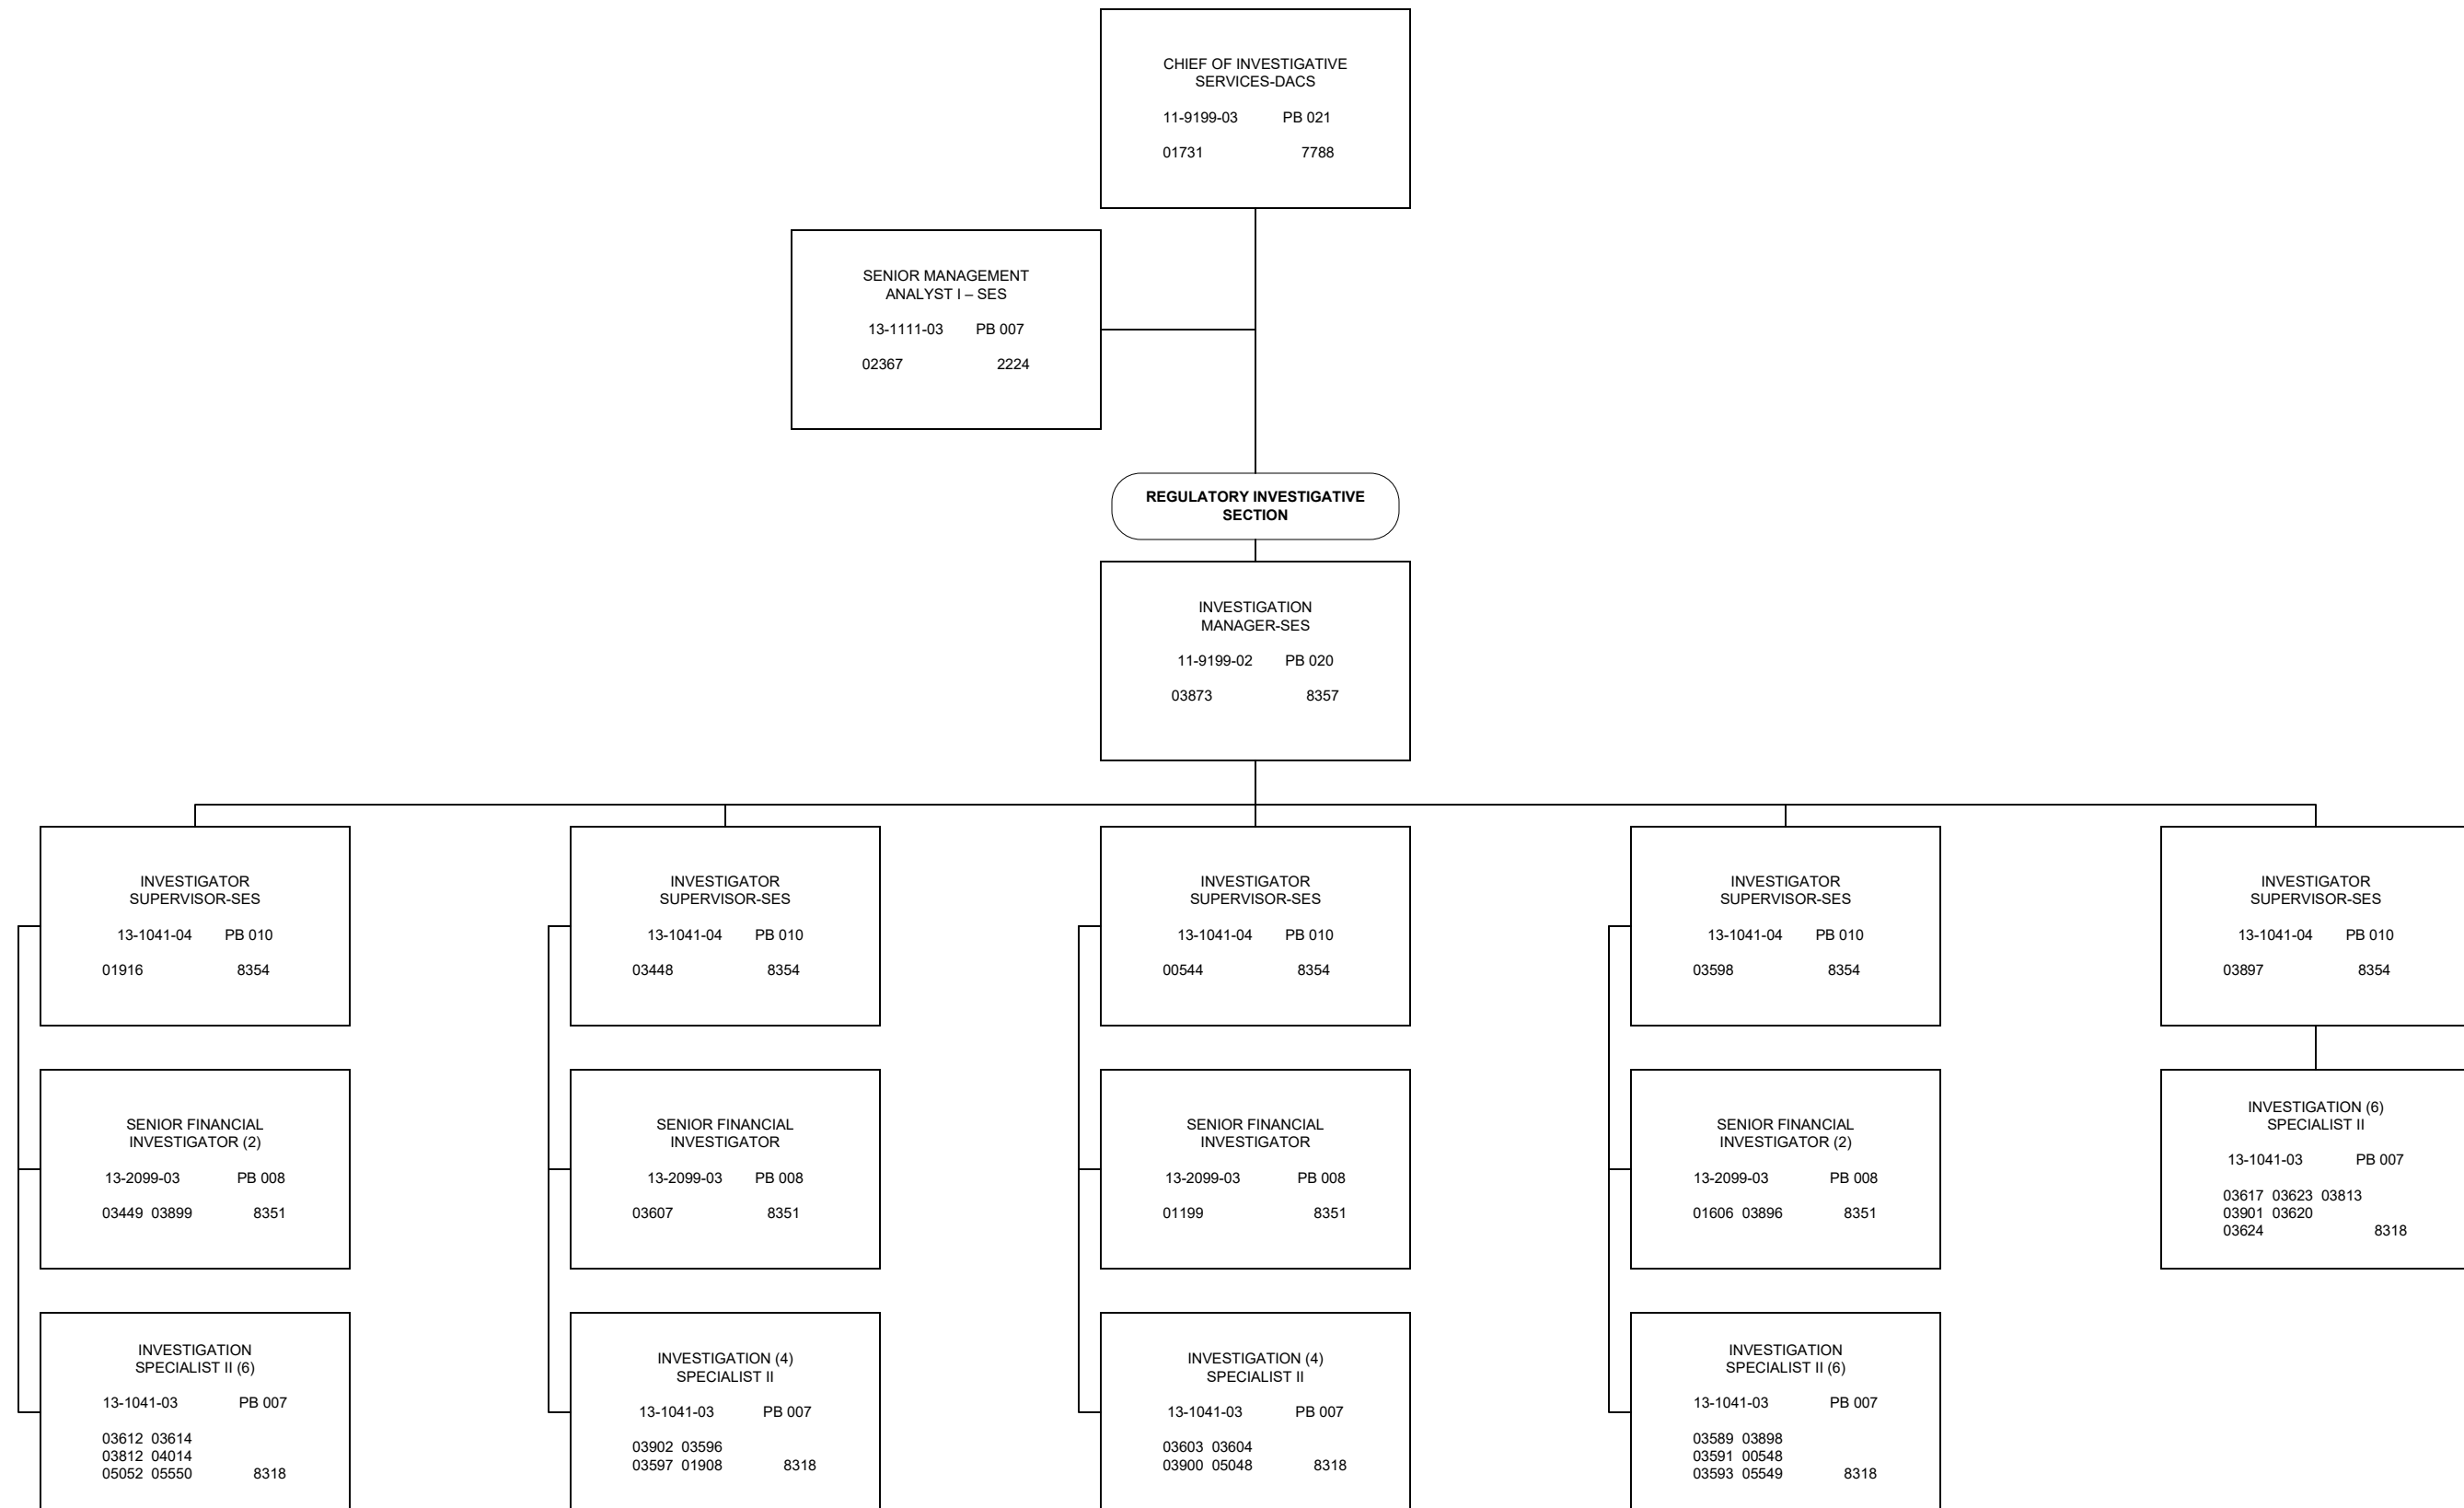 CHIEF OF INVESTIGATIVE
SERVICES-DACS
11-9199-03 PB 021
01731 7788
SENIOR MANAGEMENT
ANALYST I – SES
13-1111-03 PB 007
02367 2224
REGULATORY INVESTIGATIVE
SECTION
INVESTIGATION
MANAGER-SES
11-9199-02 PB 020
03873 8357
INVESTIGATOR
SUPERVISOR-SES
13-1041-04 PB 010
01916 8354
INVESTIGATOR
SUPERVISOR-SES
13-1041-04 PB 010
03448 8354
INVESTIGATOR
SUPERVISOR-SES
13-1041-04 PB 010
00544 8354
INVESTIGATOR
SUPERVISOR-SES
13-1041-04 PB 010
03598 8354
INVESTIGATOR
SUPERVISOR-SES
13-1041-04 PB 010
03897 8354
SENIOR FINANCIAL
INVESTIGATOR (2)
13-2099-03 PB 008
03449 03899 8351
SENIOR FINANCIAL
INVESTIGATOR
13-2099-03 PB 008
03607 8351
SENIOR FINANCIAL
INVESTIGATOR
13-2099-03 PB 008
01199 8351
SENIOR FINANCIAL
INVESTIGATOR (2)
13-2099-03 PB 008
01606 03896 8351
INVESTIGATION (6)
SPECIALIST II
13-1041-03 PB 007
03617 03623 03813
03901 03620
03624 8318
INVESTIGATION
SPECIALIST II (6)
13-1041-03 PB 007
03612 03614
03812 04014
05052 05550 8318
INVESTIGATION (4)
SPECIALIST II
13-1041-03 PB 007
03902 03596
03597 01908 8318
INVESTIGATION (4)
SPECIALIST II
13-1041-03 PB 007
03603 03604
03900 05048 8318
INVESTIGATION
SPECIALIST II (6)
13-1041-03 PB 007
03589 03898
03591 00548
03593 05549 8318